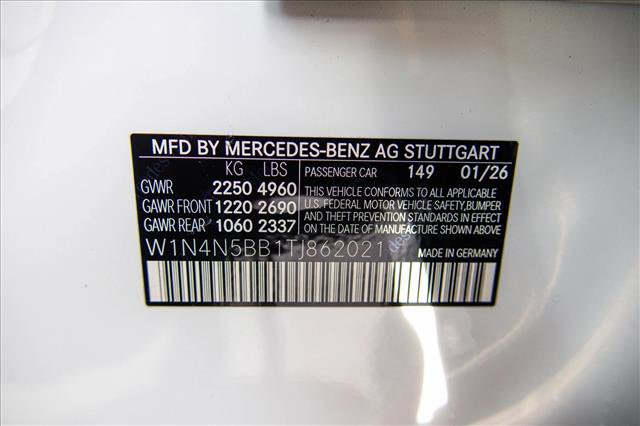 MFD BY MERCEDES-BENZ AG STUTTGART
KG LBS PASSENGER CAR 149 01/26
GVWR 2250 4960 THIS VEHICLE CONFORMS TO ALL APPLICABLE
GAWR FRONT 1220 2690 U.S. FEDERAL MOTOR VEHICLE SAFETY, BUMPER
GAWR REAR 1060 2337 AND THEFT PREVENTION STANDARDS IN EFFECT
ON THE DATE OF MANUFACTURE SHOWN ABOVE.
W1N4N5BB1TJ862021
MADE IN GERMANY